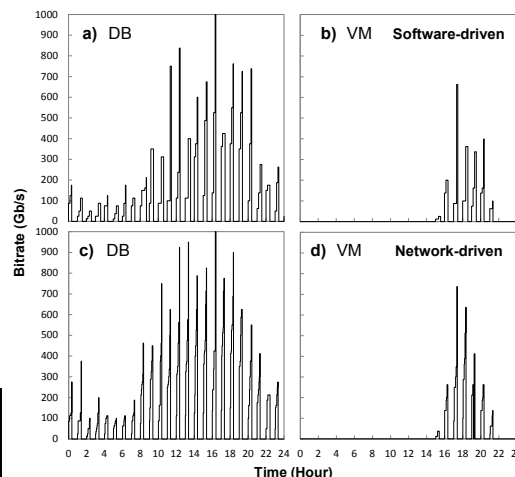 a) DB
b) VM Software-driven
1000
900
800
700
600
500
400
300
200
100
0
c) DB
d) VM Network-driven
1000
900
800
700
600
500
400
300
200
100
0
Bitrate (Gb/s)
0 2 4 6 8 10 12 14 16 18 20 22 24
0 2 4 6 8 10 12 14 16 18 20 22 24
Time (Hour)